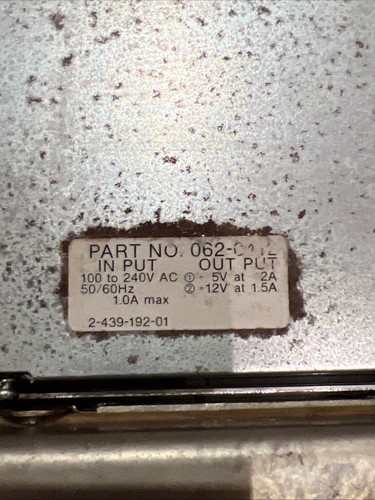 PART NO.
IN PUT OUT PUT
100 to 240V AC ① - 5V at 2A
50/60Hz ② -12V at 1.5A
1.0A max
2-439-192-01